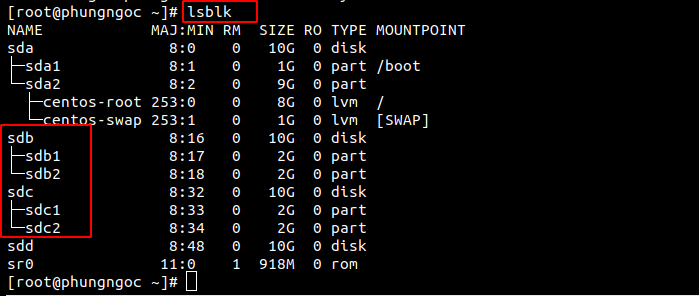 [root@phungngoc ~]# lsblk
NAME            MAJ:MIN RM  SIZE RO TYPE MOUNTPOINT
sda               8:0    0   10G  0 disk
├─sda1            8:1    0    1G  0 part /boot
└─sda2            8:2    0    9G  0 part
  ├─centos-root 253:0    0    8G  0 lvm  /
  └─centos-swap 253:1    0    1G  0 lvm  [SWAP]
sdb               8:16   0   10G  0 disk
├─sdb1            8:17   0    2G  0 part
└─sdb2            8:18   0    2G  0 part
sdc               8:32   0   10G  0 disk
├─sdc1            8:33   0    2G  0 part
└─sdc2            8:34   0    2G  0 part
sdd               8:48   0   10G  0 disk
sr0              11:0    1  918M  0 rom
[root@phungngoc ~]#